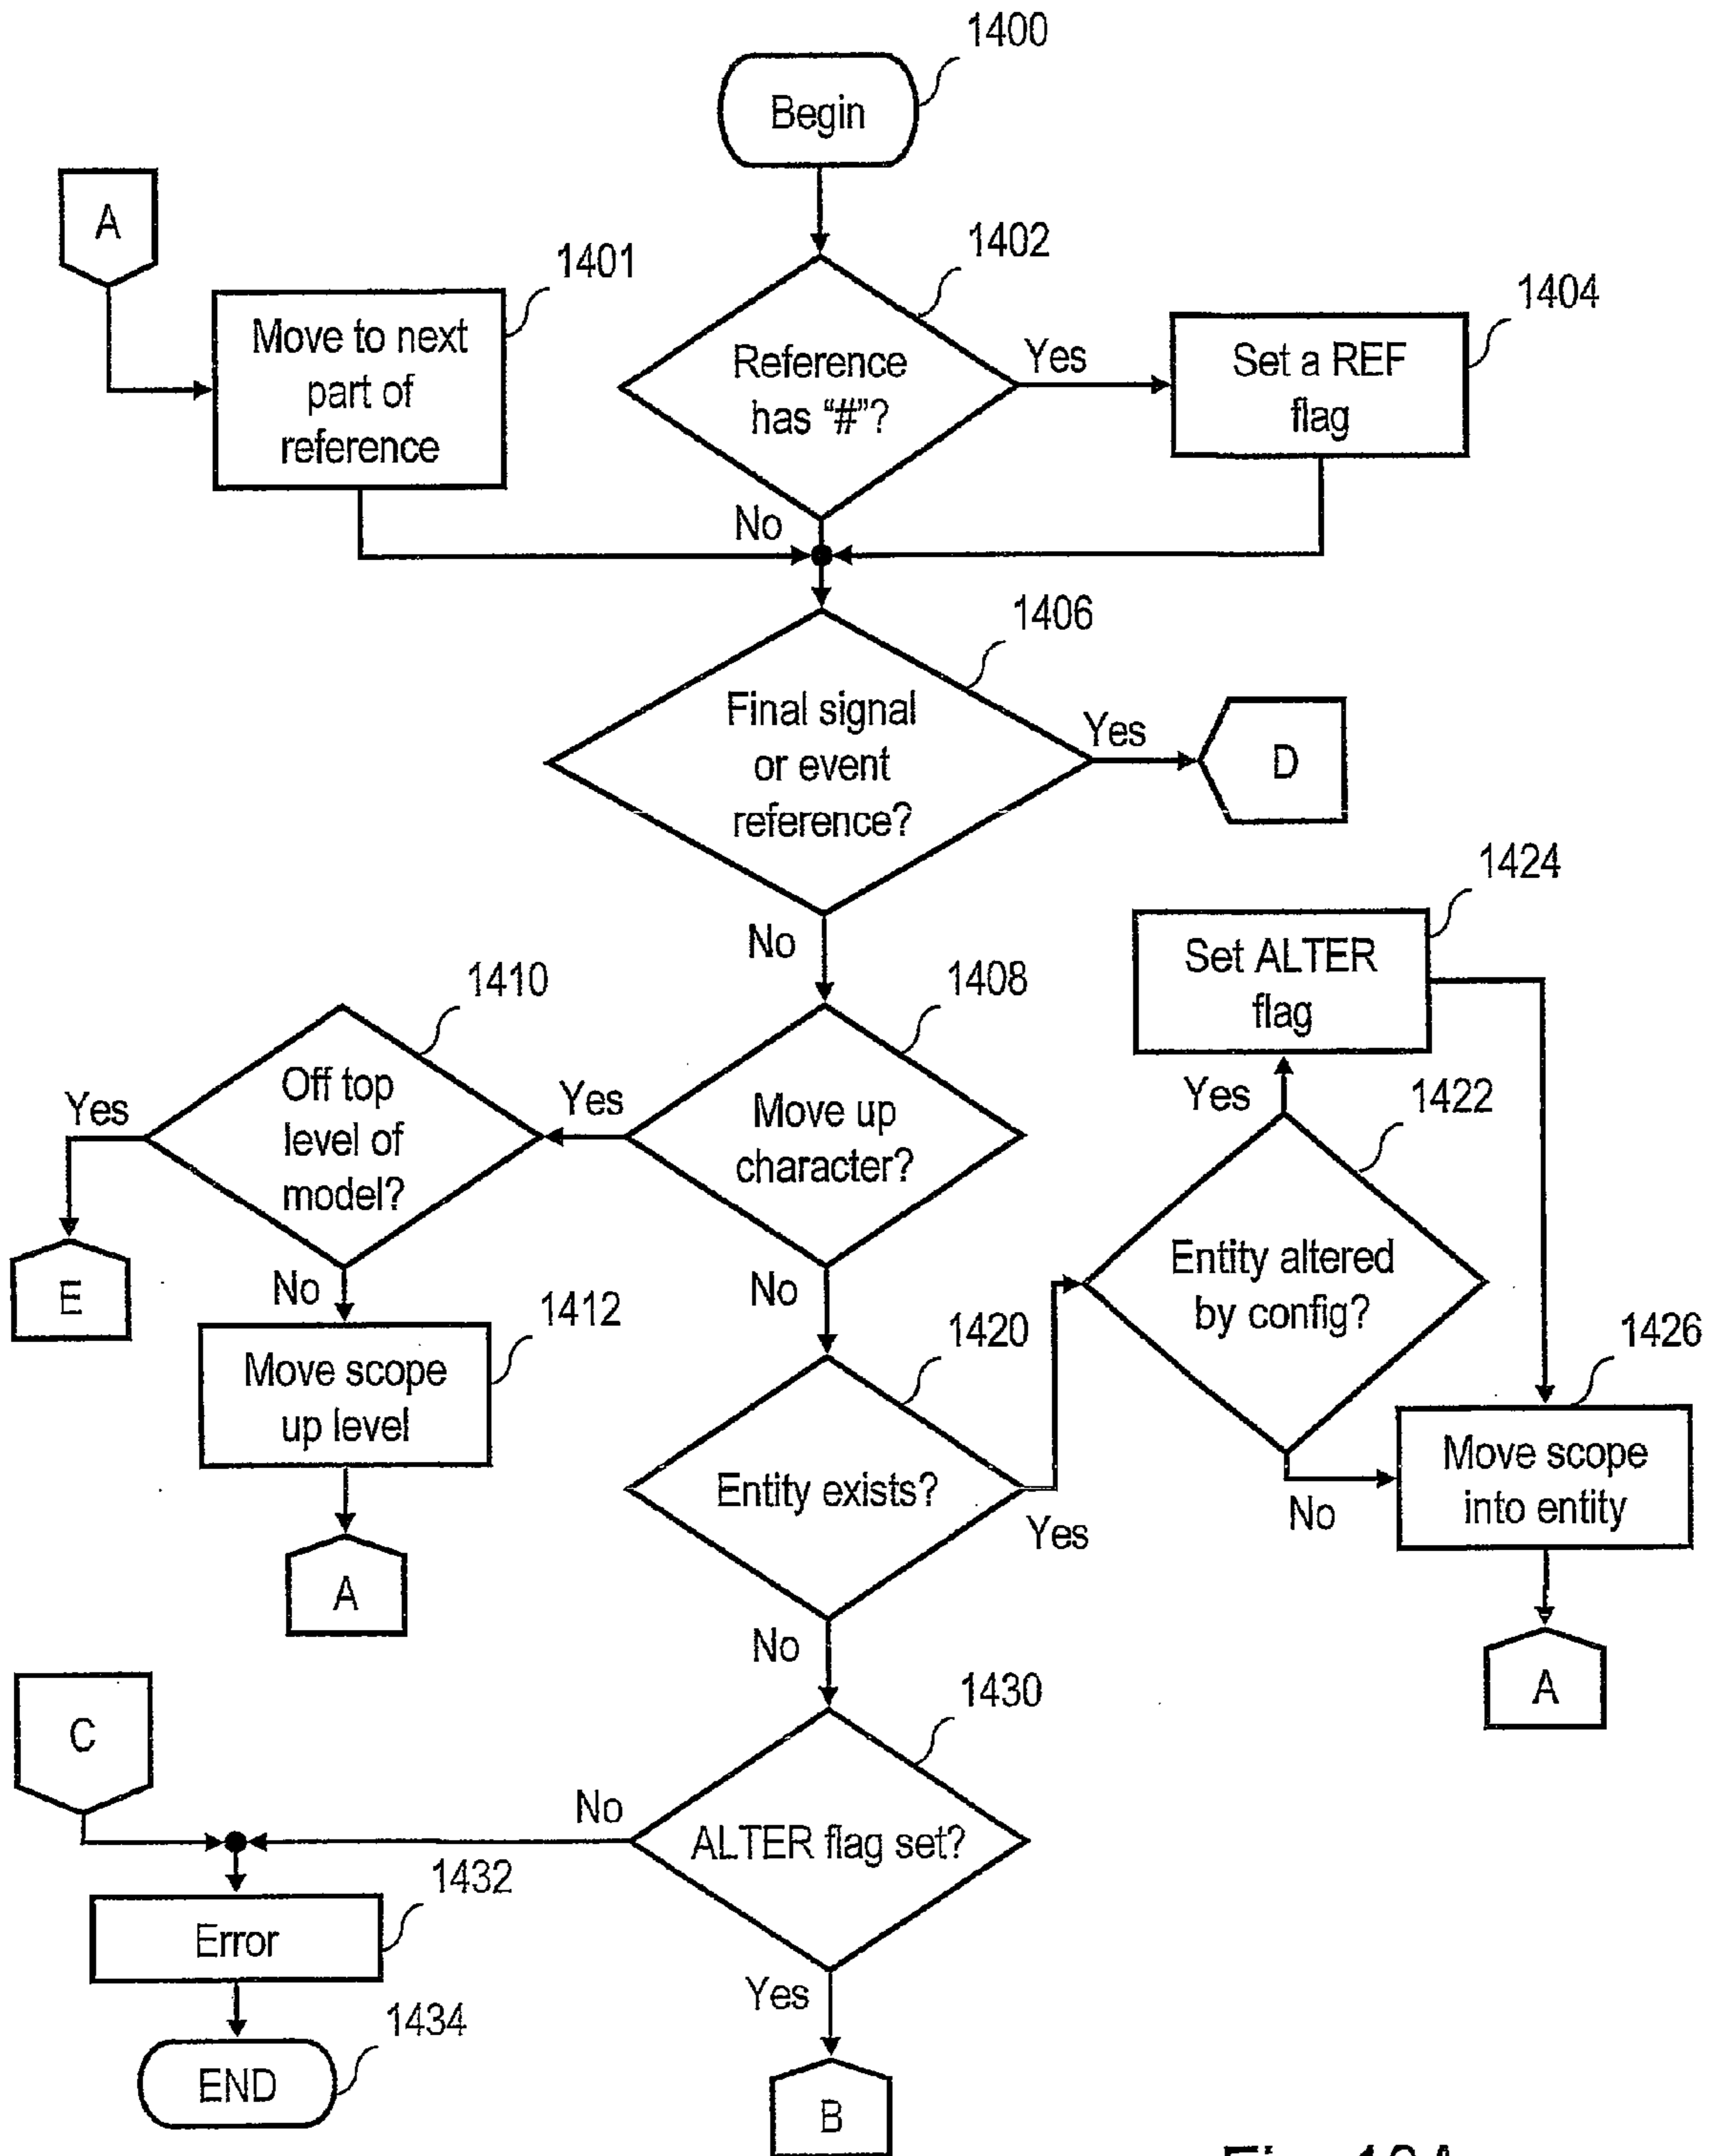 1400
Begin
A
1401
Move to next
part of
reference
1402
Reference
has "#"?
Yes
1404
Set a REF
flag
No
1406
Final signal
or event
reference?
Yes
D
No
1424
Set ALTER
flag
1410
Off top
level of
model?
Yes
1408
Move up
character?
Yes
Yes
1422
Entity altered
by config?
E
No
1412
Move scope
up level
No
1420
Entity exists?
Yes
1426
Move scope
into entity
No
A
A
No
C
1430
ALTER flag set?
No
1432
Error
Yes
1434
END
B